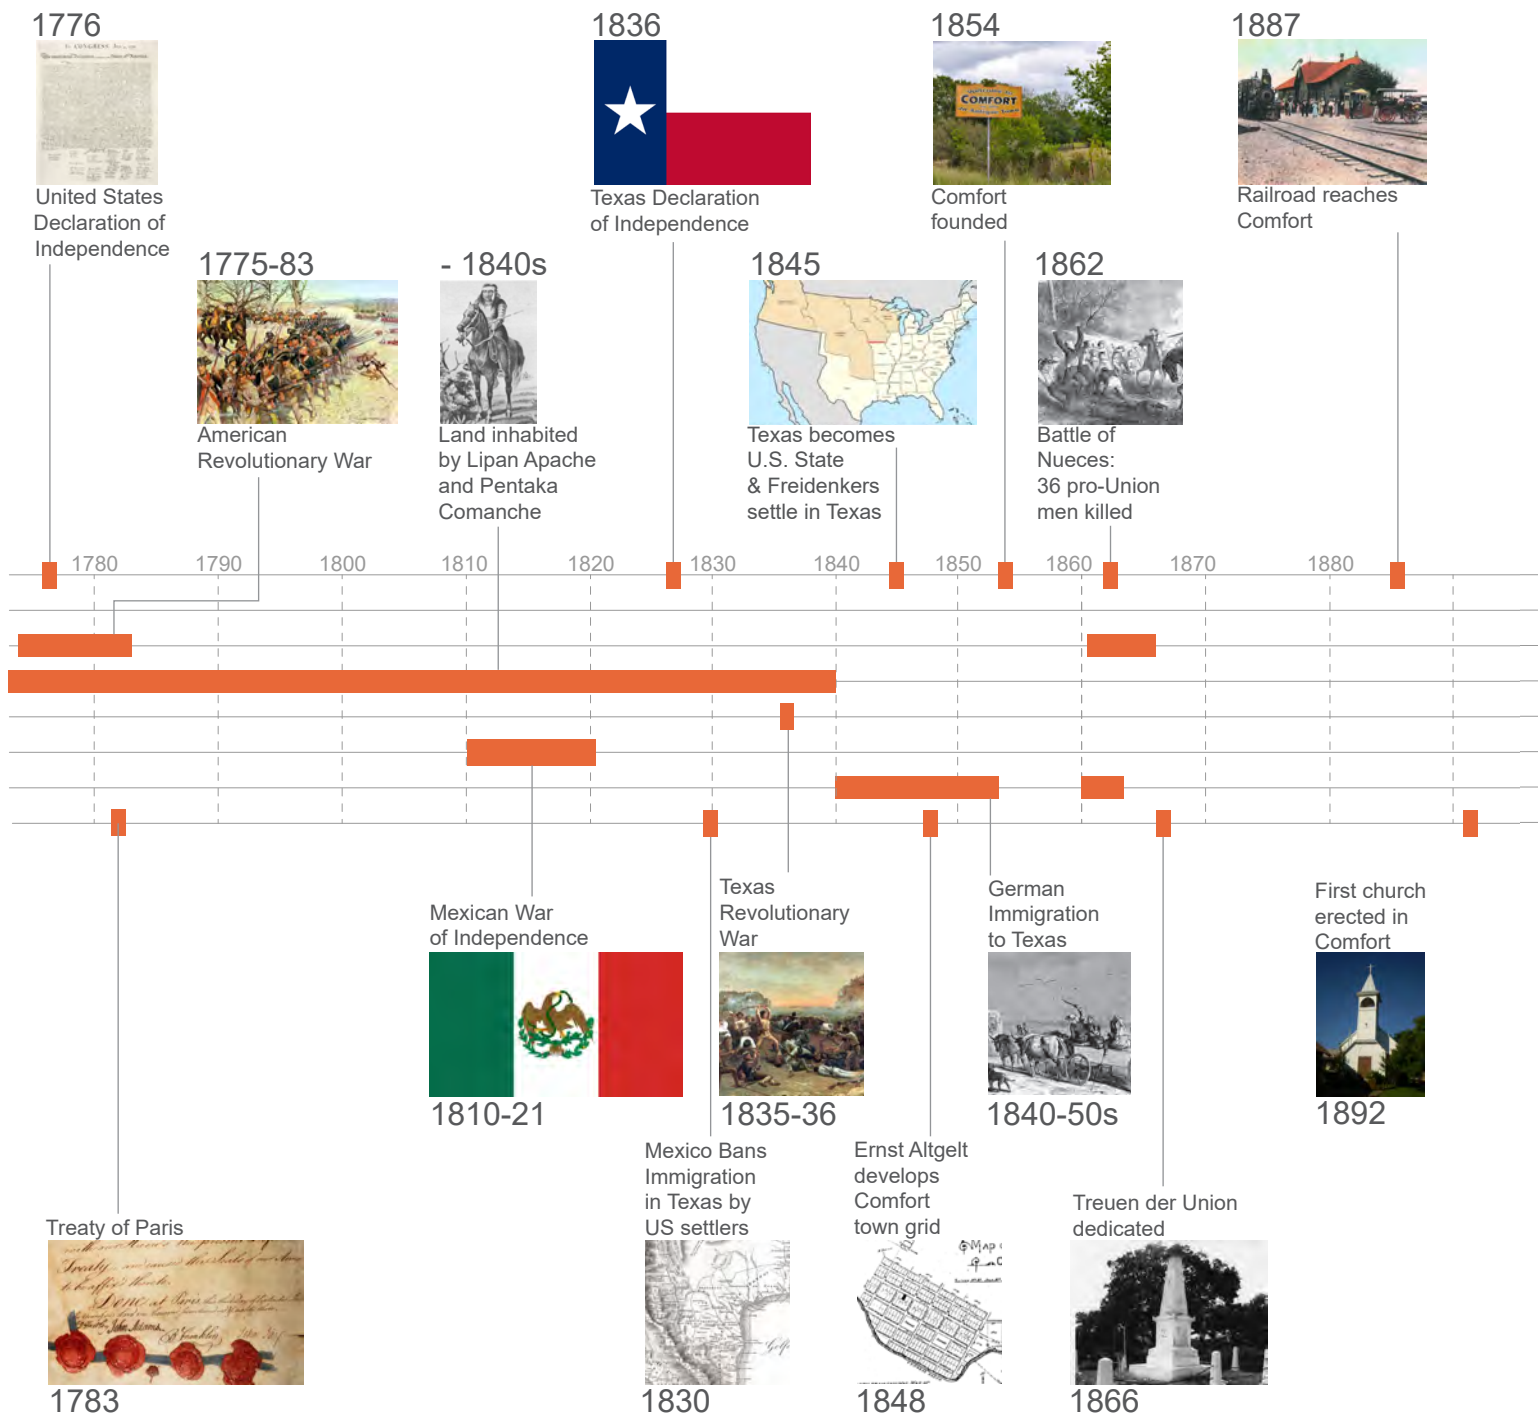 1776
1836
1854
1887
COMFORT
United States
Declaration of
Independence
Texas Declaration
of Independence
Comfort
founded
Railroad reaches
Comfort
1775-83
- 1840s
1845
1862
American
Revolutionary War
Land inhabited
by Lipan Apache
and Pentaka
Comanche
Texas becomes
U.S. State
& Freidenkers
settle in Texas
Battle of
Nueces:
36 pro-Union
men killed
1780 1790 1800 1810 1820 1830 1840 1850 1860 1870 1880
Mexican War
of Independence
1810-21
Texas
Revolutionary
War
1835-36
German
Immigration
to Texas
1840-50s
First church
erected in
Comfort
1892
Treaty of Paris
1783
Mexico Bans
Immigration
in Texas by
US settlers
1830
Ernst Altgelt
develops
Comfort
town grid
MAP
1848
Treuen der Union
dedicated
1866